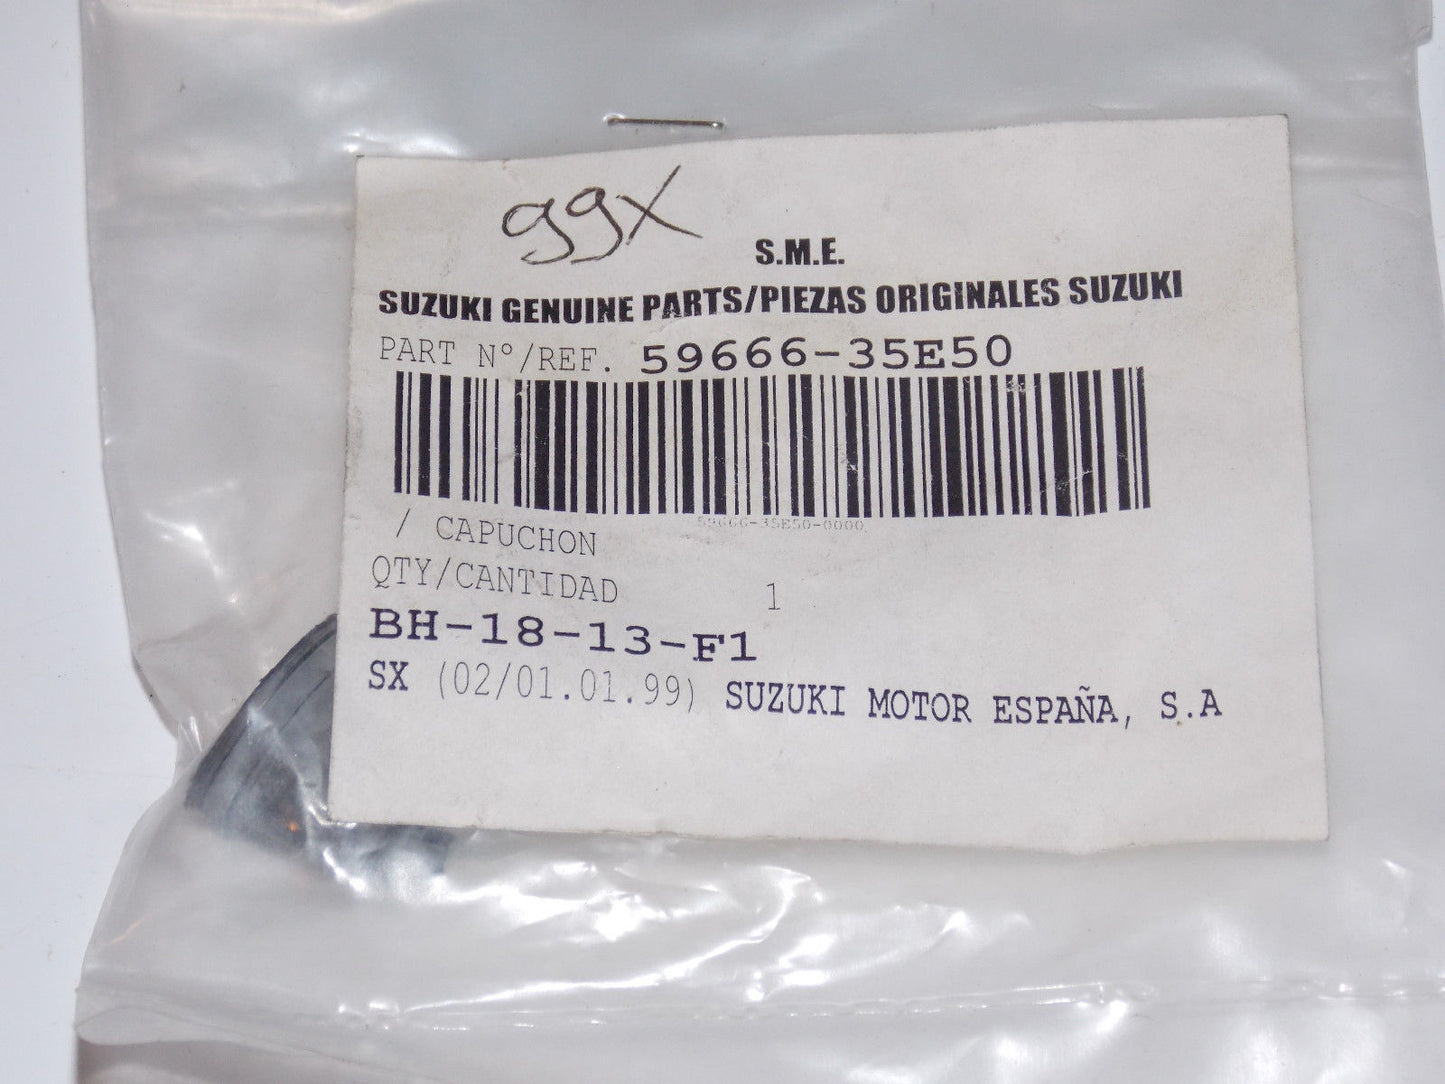 99X
S.M.E.
SUZUKI GENUINE PARTS/PIEZAS ORIGINALES SUZUKI
PART Nº/REF. 59666-35E50
59666-35E50-0000
/ CAPUCHON
QTY/CANTIDAD 1
BH-18-13-F1
SX (02/01.01.99) SUZUKI MOTOR ESPAÑA, S.A